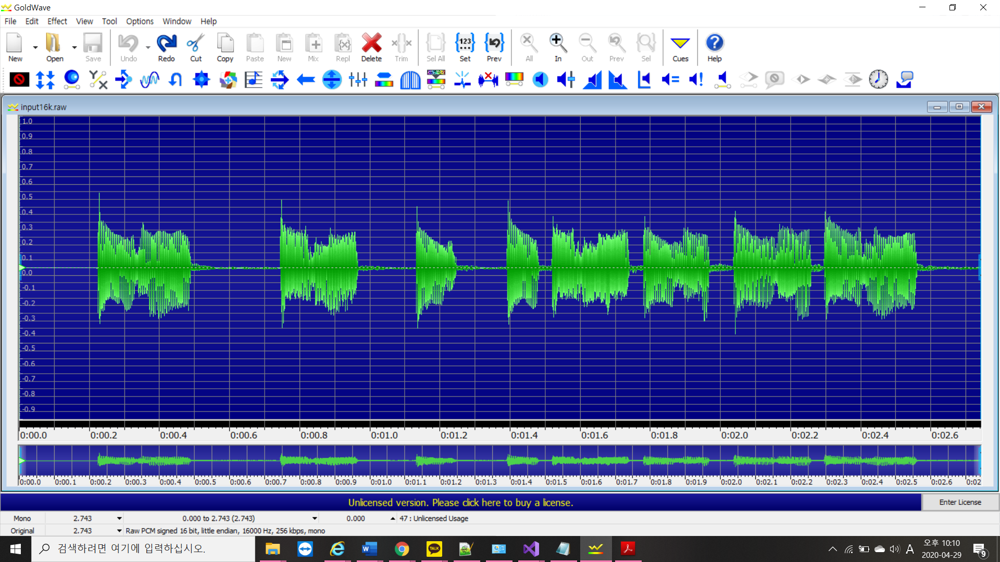 GoldWave
File Edit Effect View Tool Options Window Help
New Open Save Undo Redo Cut Copy Paste New Mix Repl Delete Trim Sel All Set Prev All In Out Prev Sel Cues Help
input16k.raw
1.0
0.9
0.8
0.7
0.6
0.5
0.4
0.3
0.2
0.1
0.0
-0.1
-0.2
-0.3
-0.4
-0.5
-0.6
-0.7
-0.8
-0.9
0:00.0 0:00.2 0:00.4 0:00.6 0:00.8 0:01.0 0:01.2 0:01.4 0:01.6 0:01.8 0:02.0 0:02.2 0:02.4 0:02.6
0:00.0 0:00.1 0:00.2 0:00.3 0:00.4 0:00.5 0:00.6 0:00.7 0:00.8 0:00.9 0:01.0 0:01.1 0:01.2 0:01.3 0:01.4 0:01.5 0:01.6 0:01.7 0:01.8 0:01.9 0:02.0 0:02.1 0:02.2 0:02.3 0:02.4 0:02.5 0:02.6 0:02
Unlicensed version. Please click here to buy a license. Enter License
Mono 2.743 0.000 to 2.743 (2.743) 0.000 47 : Unlicensed Usage
Original 2.743 Raw PCM signed 16 bit, little endian, 16000 Hz, 256 kbps, mono
검색하려면 여기에 입력하십시오. TALK A 오후 10:10
2020-04-29 9